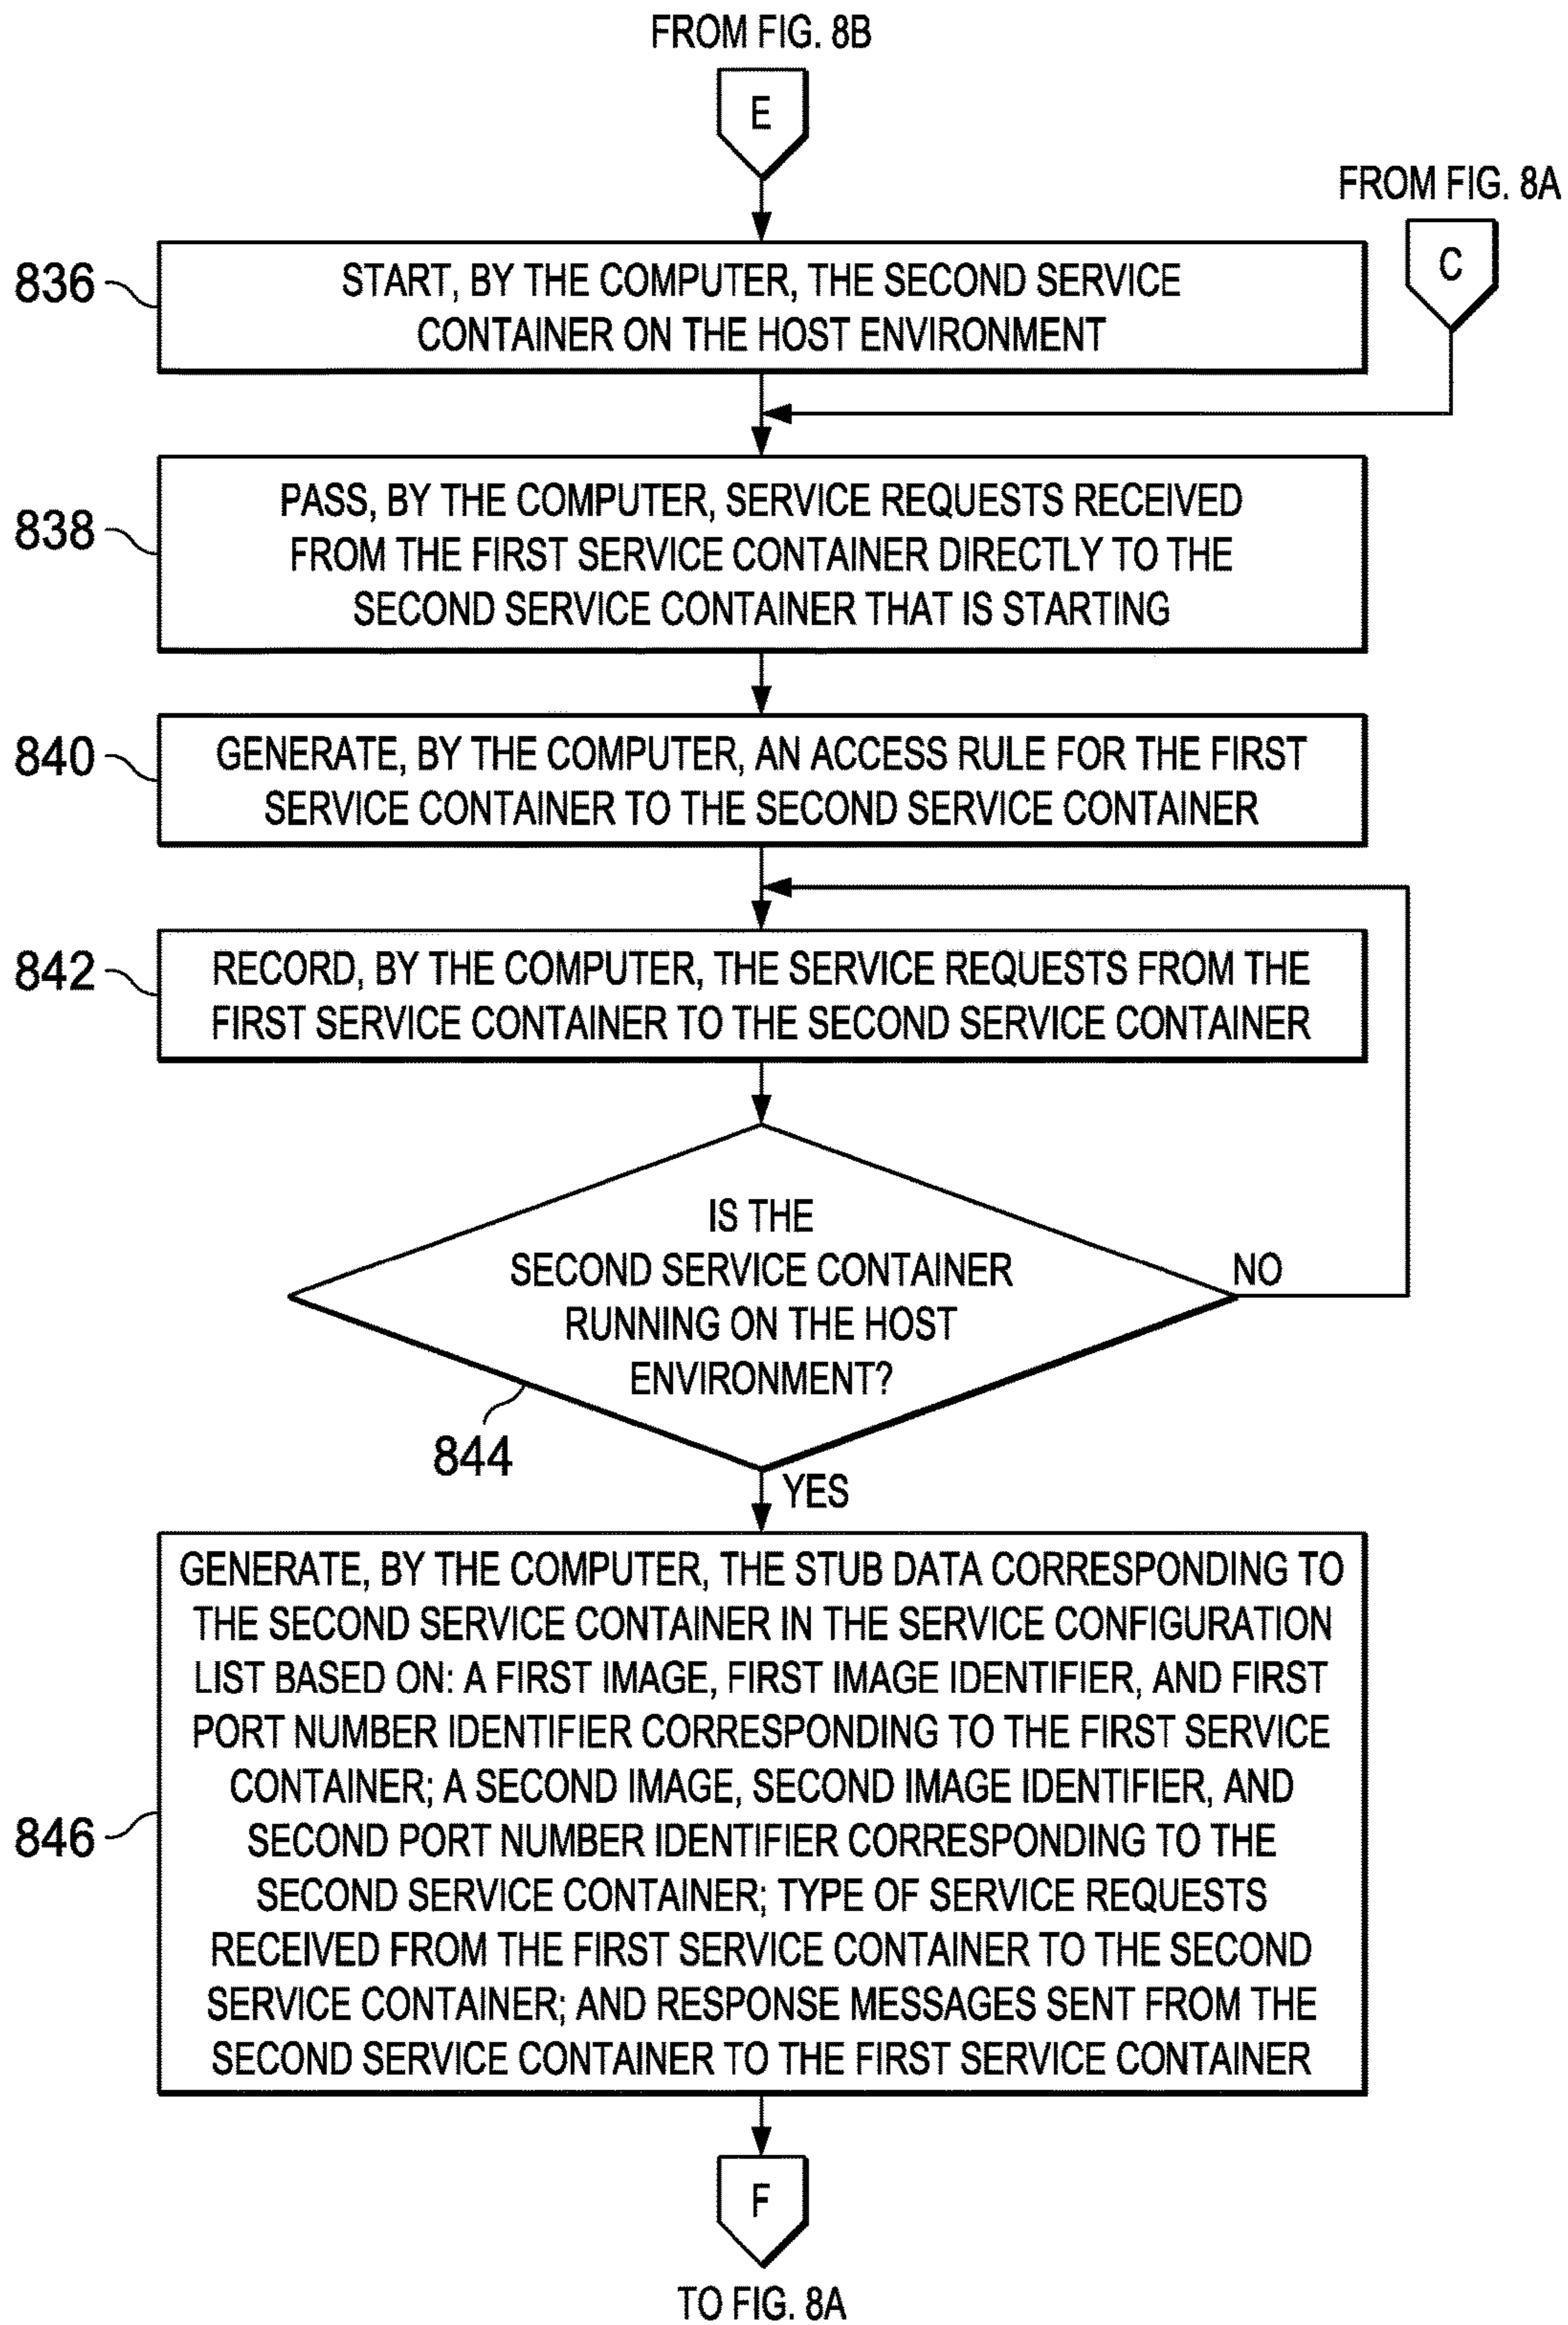 FROM FIG. 8B
E
FROM FIG. 8A
C
836
START, BY THE COMPUTER, THE SECOND SERVICE
CONTAINER ON THE HOST ENVIRONMENT
838
PASS, BY THE COMPUTER, SERVICE REQUESTS RECEIVED
FROM THE FIRST SERVICE CONTAINER DIRECTLY TO THE
SECOND SERVICE CONTAINER THAT IS STARTING
840
GENERATE, BY THE COMPUTER, AN ACCESS RULE FOR THE FIRST
SERVICE CONTAINER TO THE SECOND SERVICE CONTAINER
842
RECORD, BY THE COMPUTER, THE SERVICE REQUESTS FROM THE
FIRST SERVICE CONTAINER TO THE SECOND SERVICE CONTAINER
IS THE
SECOND SERVICE CONTAINER
RUNNING ON THE HOST
ENVIRONMENT?
NO
844
YES
846
GENERATE, BY THE COMPUTER, THE STUB DATA CORRESPONDING TO
THE SECOND SERVICE CONTAINER IN THE SERVICE CONFIGURATION
LIST BASED ON: A FIRST IMAGE, FIRST IMAGE IDENTIFIER, AND FIRST
PORT NUMBER IDENTIFIER CORRESPONDING TO THE FIRST SERVICE
CONTAINER; A SECOND IMAGE, SECOND IMAGE IDENTIFIER, AND
SECOND PORT NUMBER IDENTIFIER CORRESPONDING TO THE
SECOND SERVICE CONTAINER; TYPE OF SERVICE REQUESTS
RECEIVED FROM THE FIRST SERVICE CONTAINER TO THE SECOND
SERVICE CONTAINER; AND RESPONSE MESSAGES SENT FROM THE
SECOND SERVICE CONTAINER TO THE FIRST SERVICE CONTAINER
F
TO FIG. 8A